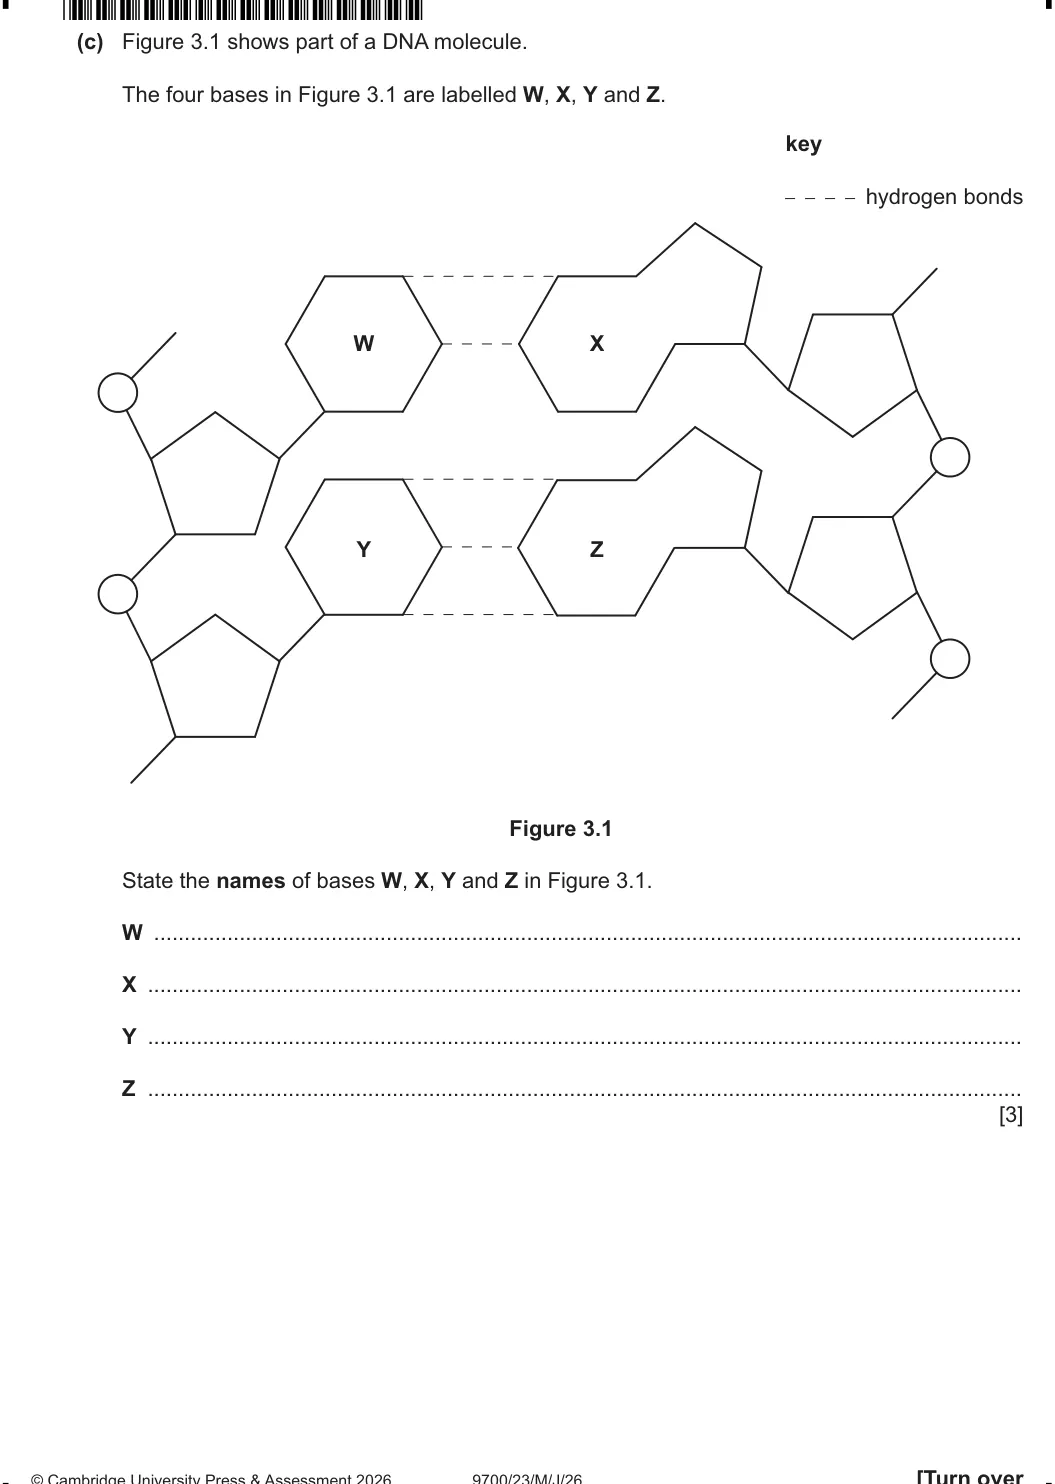 (c) Figure 3.1 shows part of a DNA molecule.
The four bases in Figure 3.1 are labelled W, X, Y and Z.
key
hydrogen bonds
W
X
Y
Z
Figure 3.1
State the names of bases W, X, Y and Z in Figure 3.1.
W ........................................................................................................................................
X ........................................................................................................................................
Y ........................................................................................................................................
Z ........................................................................................................................................
[3]
© Cambridge University Press & Assessment 2026 9700/23/M/J/26 [Turn over